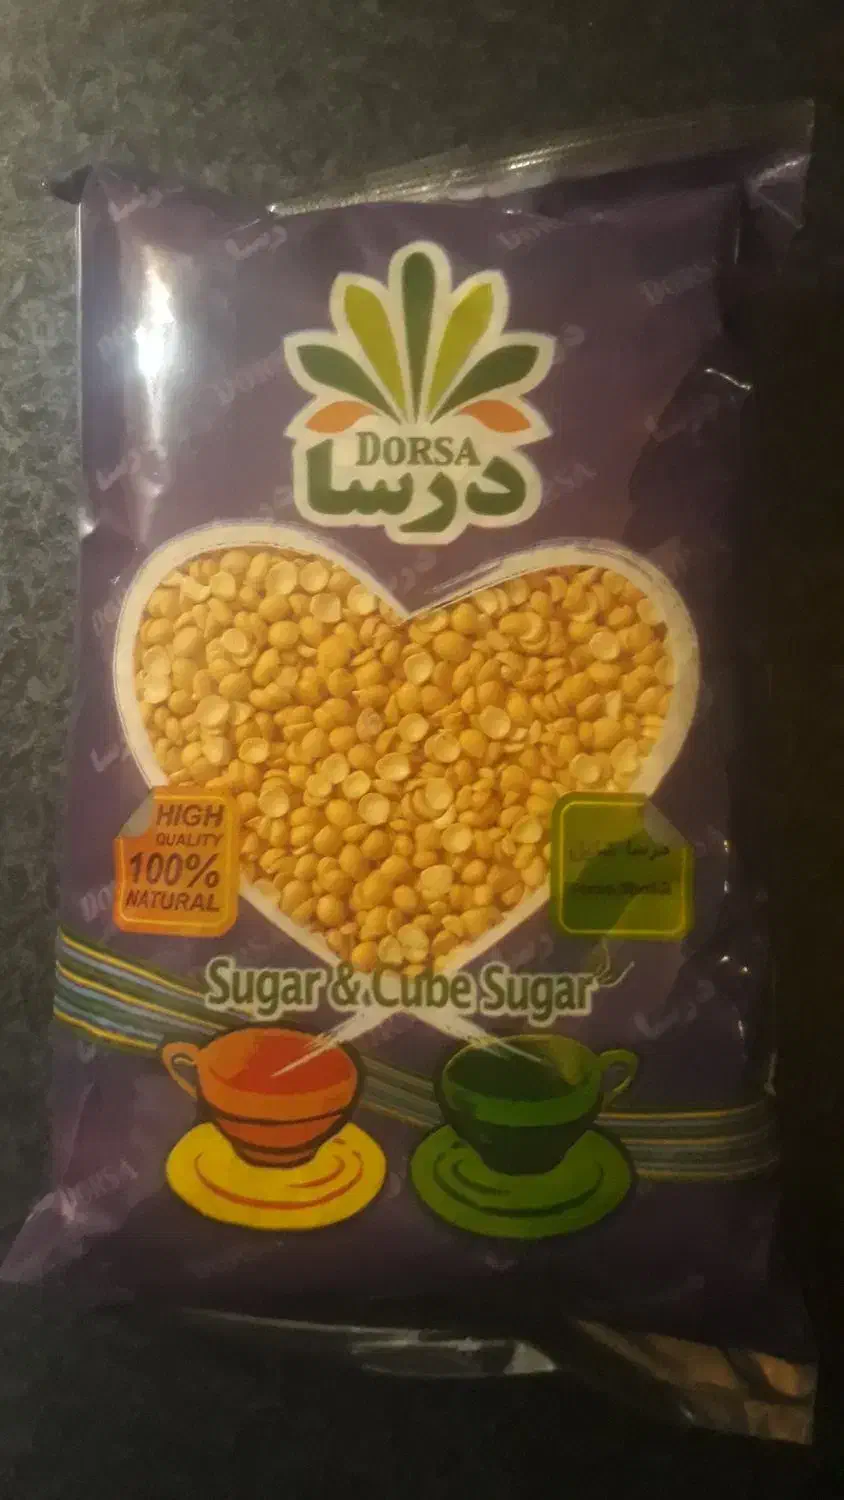 DORSA
درسا
HIGH
QUALITY
100%
NATURAL
Sugar & Cube Sugar